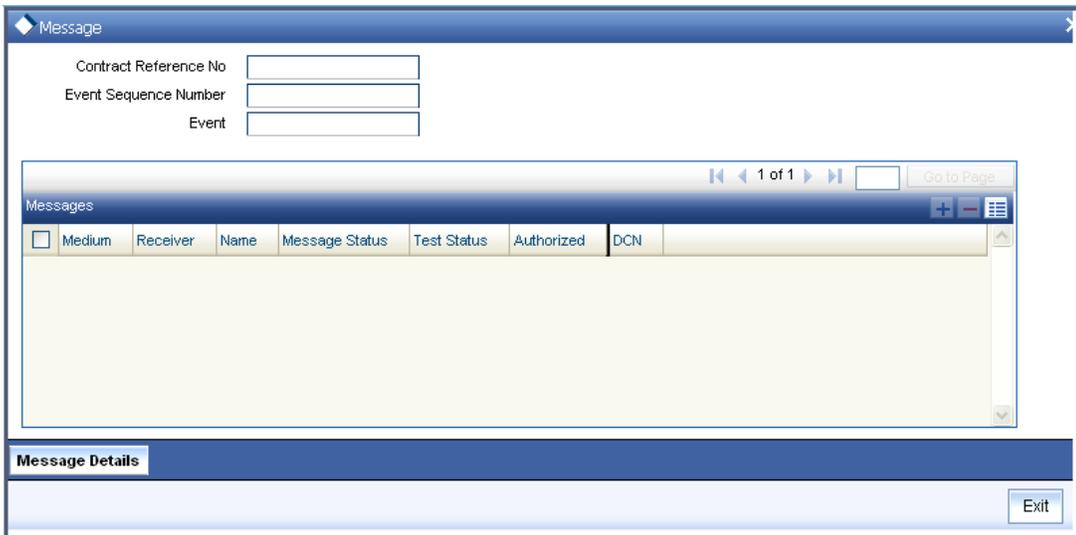 Message
Contract Reference No
Event Sequence Number
Event
1 of 1 Go to Page
Messages
Medium Receiver Name Message Status Test Status Authorized DCN
Message Details
Exit